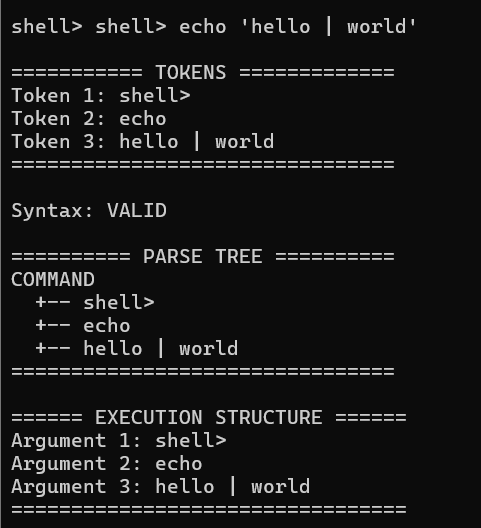 shell> shell> echo 'hello | world'
=========== TOKENS =============
Token 1: shell>
Token 2: echo
Token 3: hello | world
================================
Syntax: VALID
========== PARSE TREE ==========
COMMAND
  +-- shell>
  +-- echo
  +-- hello | world
================================
====== EXECUTION STRUCTURE ======
Argument 1: shell>
Argument 2: echo
Argument 3: hello | world
=================================